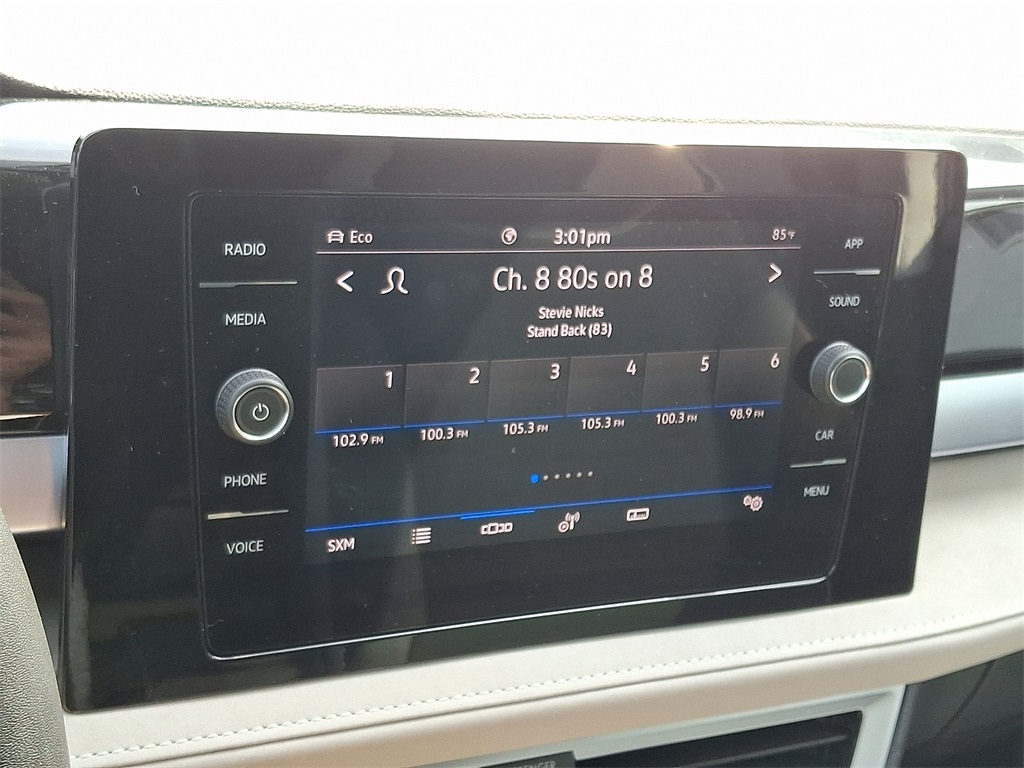 RADIO
MEDIA
PHONE
VOICE
Eco 3:01pm 85°F
Ch. 8 80s on 8
Stevie Nicks
Stand Back (83)
1 2 3 4 5 6
102.9 FM 100.3 FM 105.3 FM 105.3 FM 100.3 FM 98.9 FM
SXM
APP
SOUND
CAR
MENU